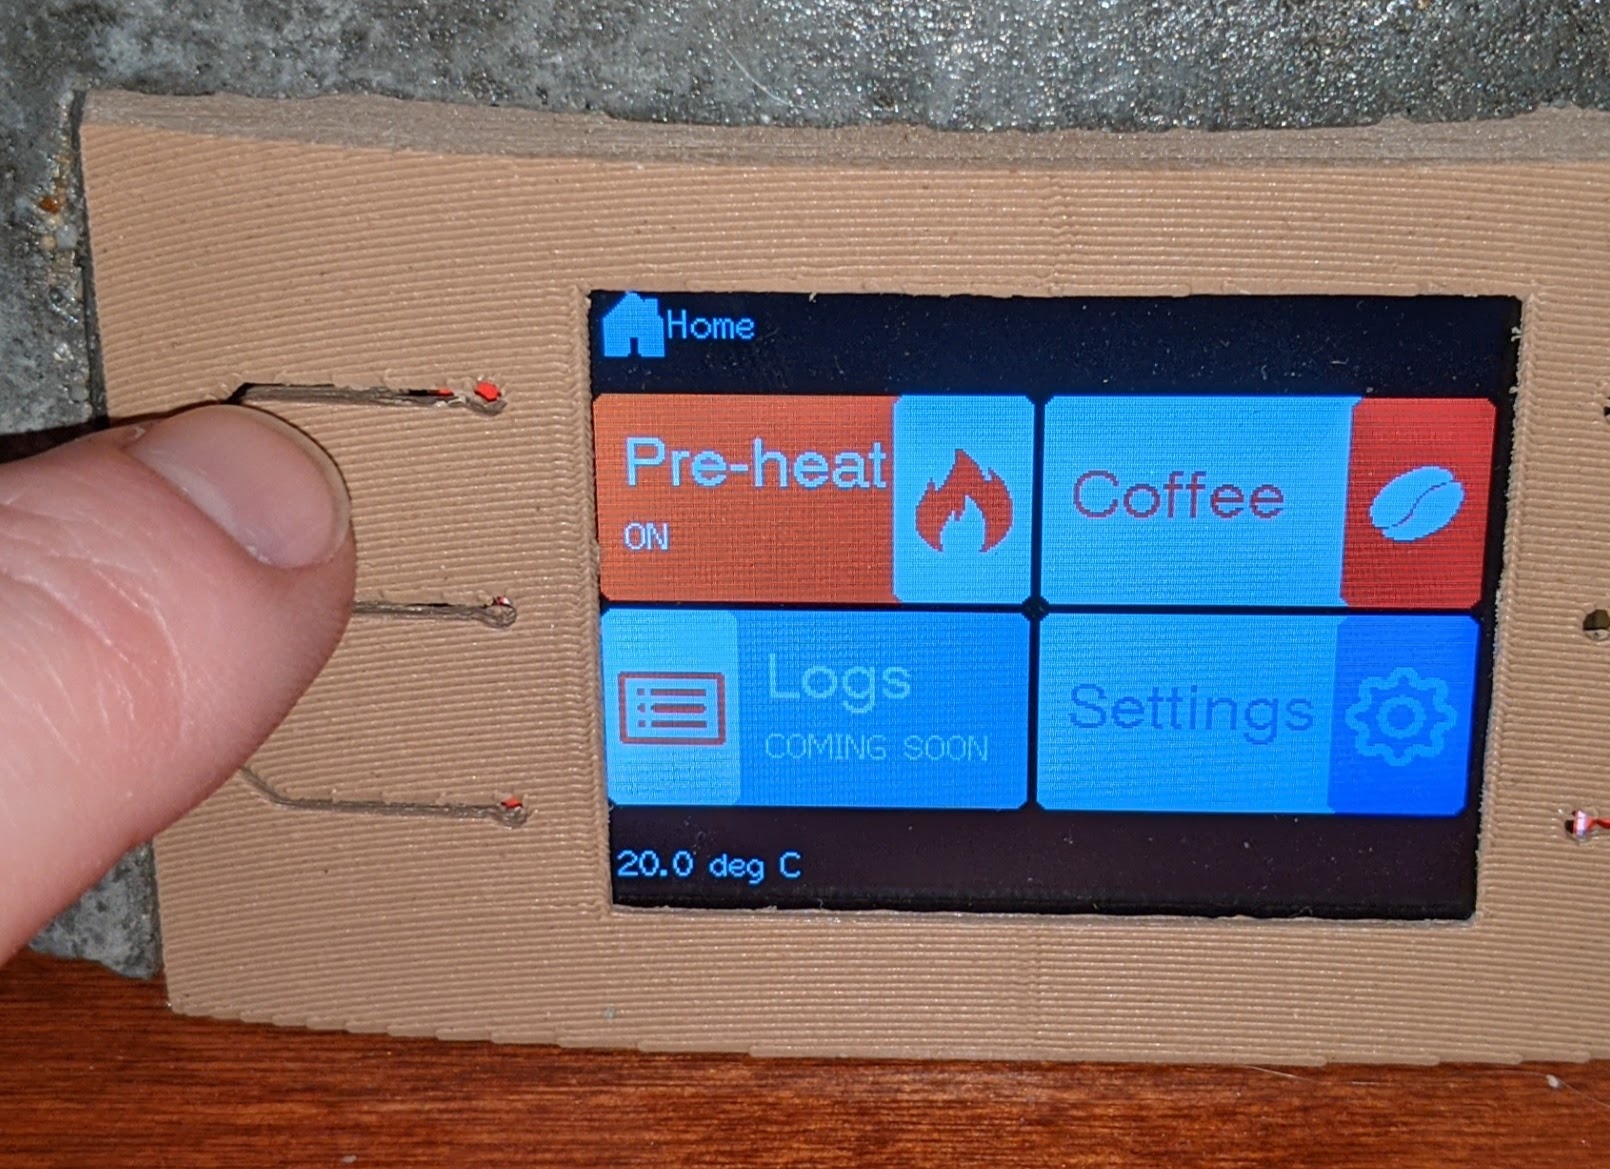 Home
Pre-heat
ON
Coffee
Logs
COMING SOON
Settings
20.0 deg C